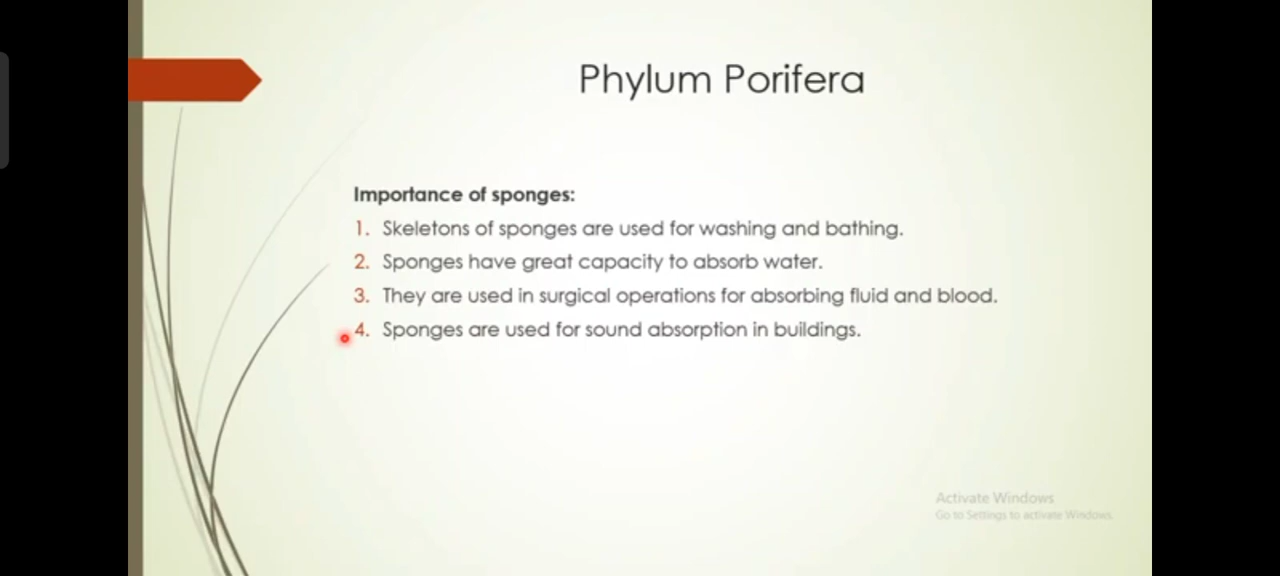 Phylum Porifera
Importance of sponges:
1. Skeletons of sponges are used for washing and bathing.
2. Sponges have great capacity to absorb water.
3. They are used in surgical operations for absorbing fluid and blood.
4. Sponges are used for sound absorption in buildings.
Activate Windows
Go to Settings to activate Windows.